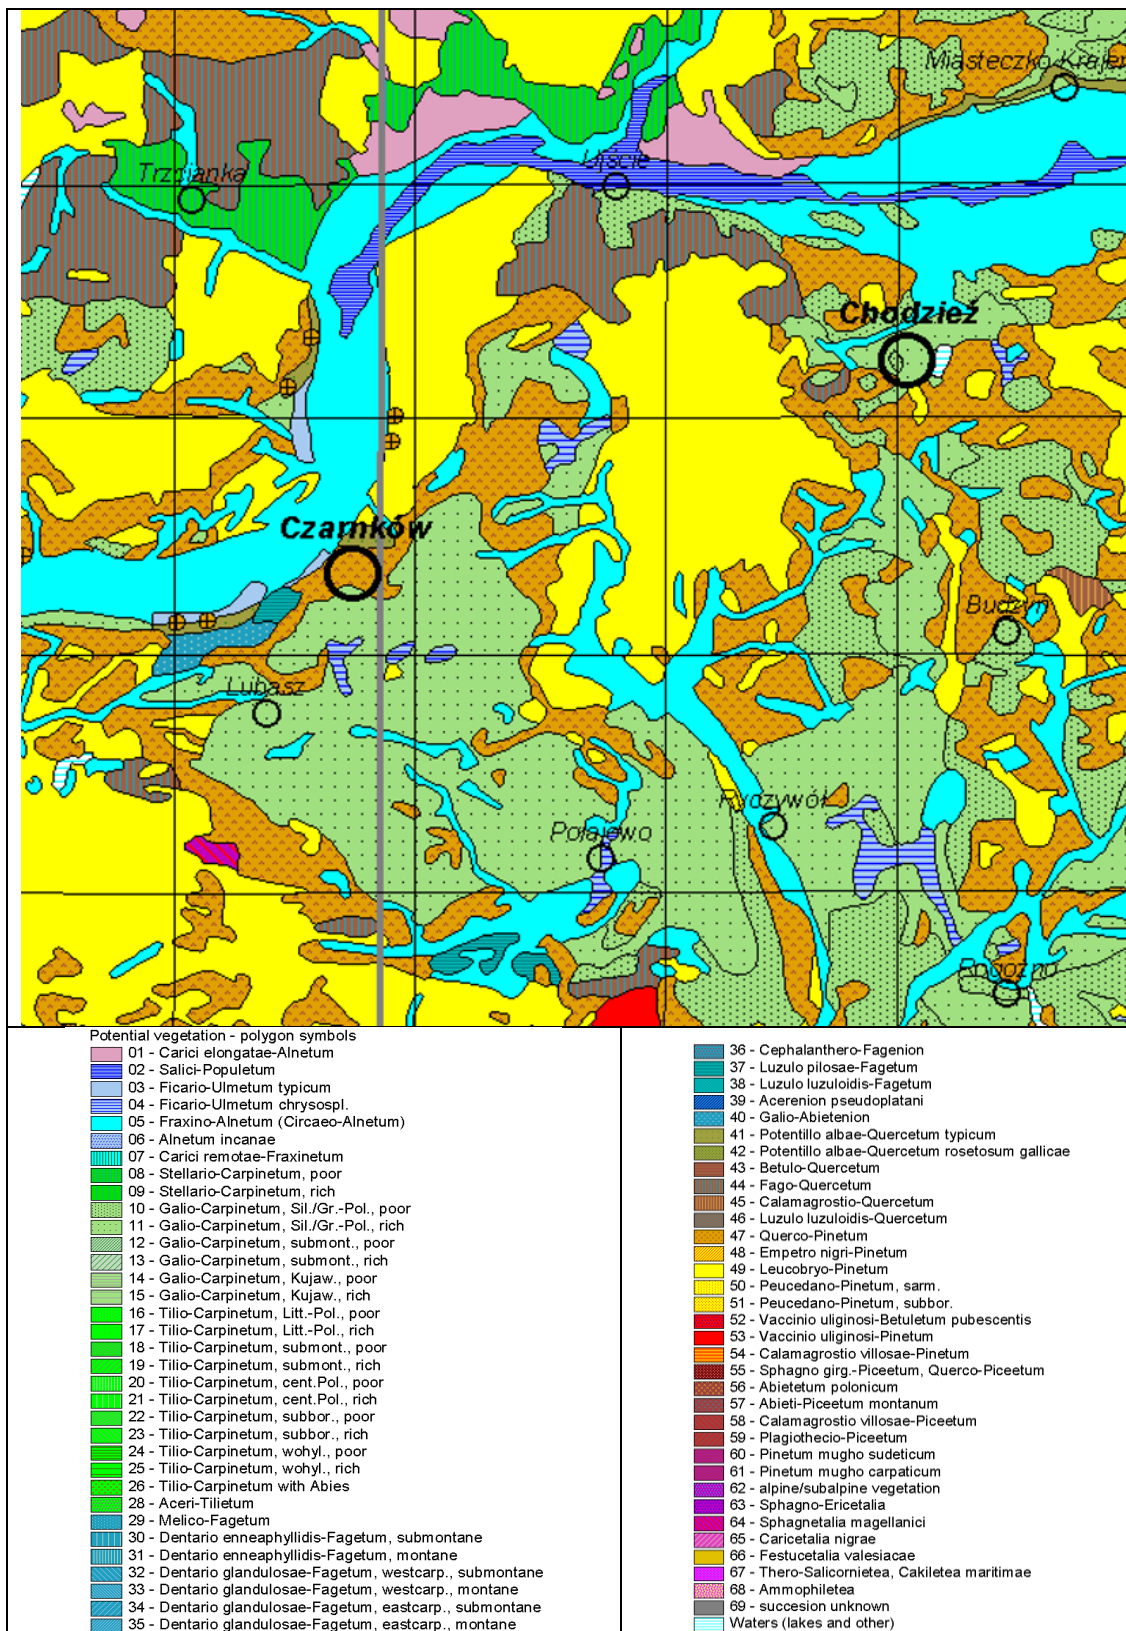 Miasteczko Krajeń
Trzcianka
Ujście
Chodzież
Czarnków
Budzyń
Lubasz
Ryczywół
Połajewo
Rogoźno
Potential vegetation - polygon symbols
01 - Carici elongatae-Alnetum
02 - Salici-Populetum
03 - Ficario-Ulmetum typicum
04 - Ficario-Ulmetum chrysospl.
05 - Fraxino-Alnetum (Circaeo-Alnetum)
06 - Alnetum incanae
07 - Carici remotae-Fraxinetum
08 - Stellario-Carpinetum, poor
09 - Stellario-Carpinetum, rich
10 - Galio-Carpinetum, Sil./Gr.-Pol., poor
11 - Galio-Carpinetum, Sil./Gr.-Pol., rich
12 - Galio-Carpinetum, submont., poor
13 - Galio-Carpinetum, submont., rich
14 - Galio-Carpinetum, Kujaw., poor
15 - Galio-Carpinetum, Kujaw., rich
16 - Tilio-Carpinetum, Litt.-Pol., poor
17 - Tilio-Carpinetum, Litt.-Pol., rich
18 - Tilio-Carpinetum, submont., poor
19 - Tilio-Carpinetum, submont., rich
20 - Tilio-Carpinetum, cent.Pol., poor
21 - Tilio-Carpinetum, cent.Pol., rich
22 - Tilio-Carpinetum, subbor., poor
23 - Tilio-Carpinetum, subbor., rich
24 - Tilio-Carpinetum, wohyl., poor
25 - Tilio-Carpinetum, wohyl., rich
26 - Tilio-Carpinetum with Abies
28 - Aceri-Tilietum
29 - Melico-Fagetum
30 - Dentario enneaphyllidis-Fagetum, submontane
31 - Dentario enneaphyllidis-Fagetum, montane
32 - Dentario glandulosae-Fagetum, westcarp., submontane
33 - Dentario glandulosae-Fagetum, westcarp., montane
34 - Dentario glandulosae-Fagetum, eastcarp., submontane
35 - Dentario glandulosae-Fagetum, eastcarp., montane
36 - Cephalanthero-Fagenion
37 - Luzulo pilosae-Fagetum
38 - Luzulo luzuloidis-Fagetum
39 - Acerenion pseudoplatani
40 - Galio-Abietenion
41 - Potentillo albae-Quercetum typicum
42 - Potentillo albae-Quercetum rosetosum gallicae
43 - Betulo-Quercetum
44 - Fago-Quercetum
45 - Calamagrostio-Quercetum
46 - Luzulo luzuloidis-Quercetum
47 - Querco-Pinetum
48 - Empetro nigri-Pinetum
49 - Leucobryo-Pinetum
50 - Peucedano-Pinetum, sarm.
51 - Peucedano-Pinetum, subbor.
52 - Vaccinio uliginosi-Betuletum pubescentis
53 - Vaccinio uliginosi-Pinetum
54 - Calamagrostio villosae-Pinetum
55 - Sphagno girg.-Piceetum, Querco-Piceetum
56 - Abietetum polonicum
57 - Abieti-Piceetum montanum
58 - Calamagrostio villosae-Piceetum
59 - Plagiothecio-Piceetum
60 - Pinetum mugho sudeticum
61 - Pinetum mugho carpaticum
62 - alpine/subalpine vegetation
63 - Sphagno-Ericetalia
64 - Sphagnetalia magellanici
65 - Caricetalia nigrae
66 - Festucetalia valesiacae
67 - Thero-Salicornietea, Cakiletea maritimae
68 - Ammophiletea
69 - succesion unknown
Waters (lakes and other)